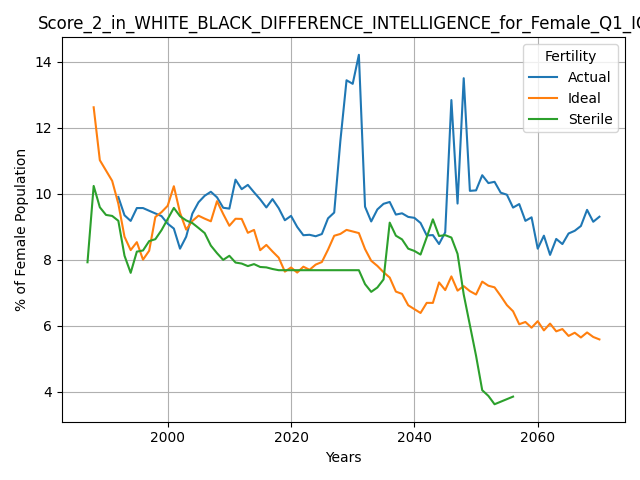 Score_2_in_WHITE_BLACK_DIFFERENCE_INTELLIGENCE_for_Female_Q1_IQ
Fertility
Actual
Ideal
Sterile
% of Female Population
14
12
10
8
6
4
2000
2020
2040
2060
Years